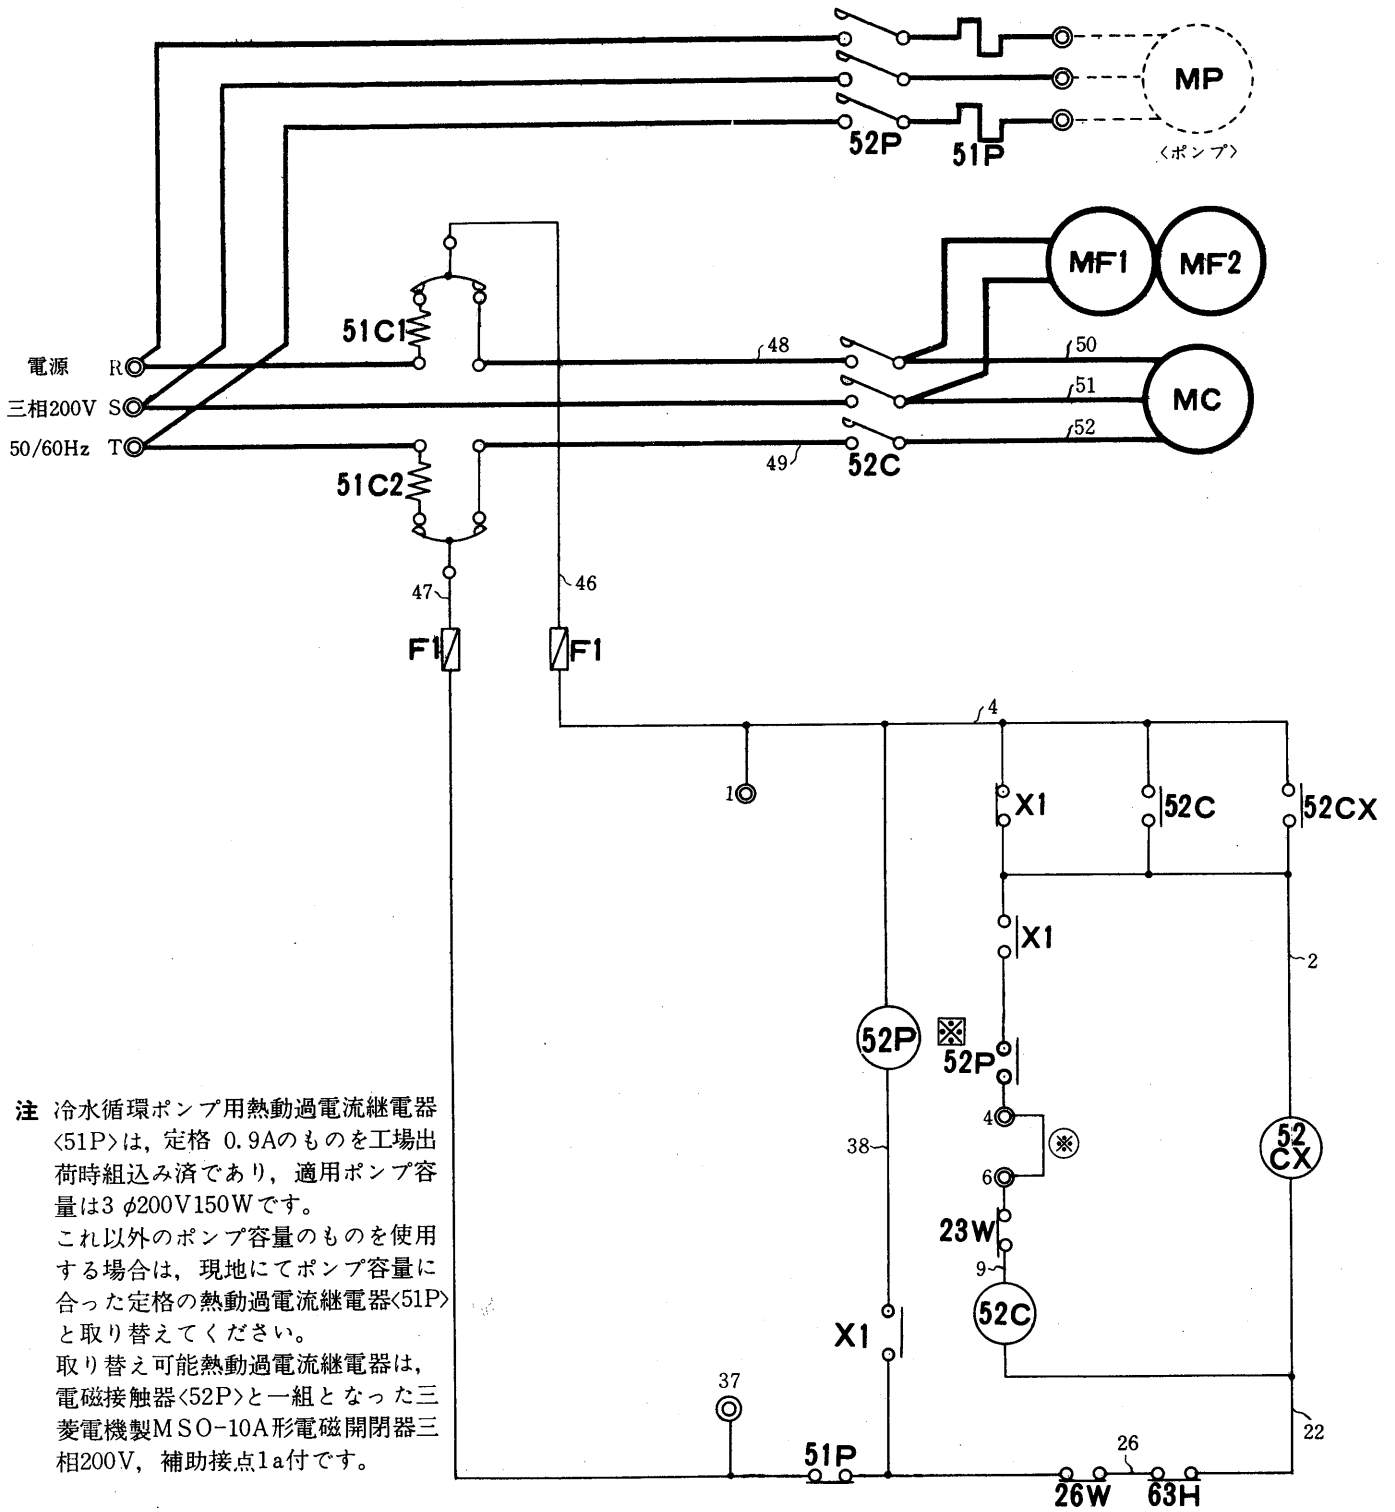 52P
51P
MP
〈ポンプ〉
MF1
MF2
51C1
48
50
電源 R
三相200V S
51
MC
50/60Hz T
52
49
52C
51C2
47
46
F1
F1
4
1
X1
52C
52CX
X1
2
52P
※
52P
4
※
38
6
52
CX
23W
9
52C
X1
37
22
51P
26
26W
63H
注 冷水循環ポンプ用熱動過電流継電器
<51P>は，定格 0.9Aのものを工場出
荷時組込み済であり，適用ポンプ容
量は3 φ200V150Wです。
これ以外のポンプ容量のものを使用
する場合は，現地にてポンプ容量に
合った定格の熱動過電流継電器<51P>
と取り替えてください。
取り替え可能熱動過電流継電器は，
電磁接触器<52P>と一組となった三
菱電機製MSO-10A形電磁開閉器三
相200V，補助接点1a付です。